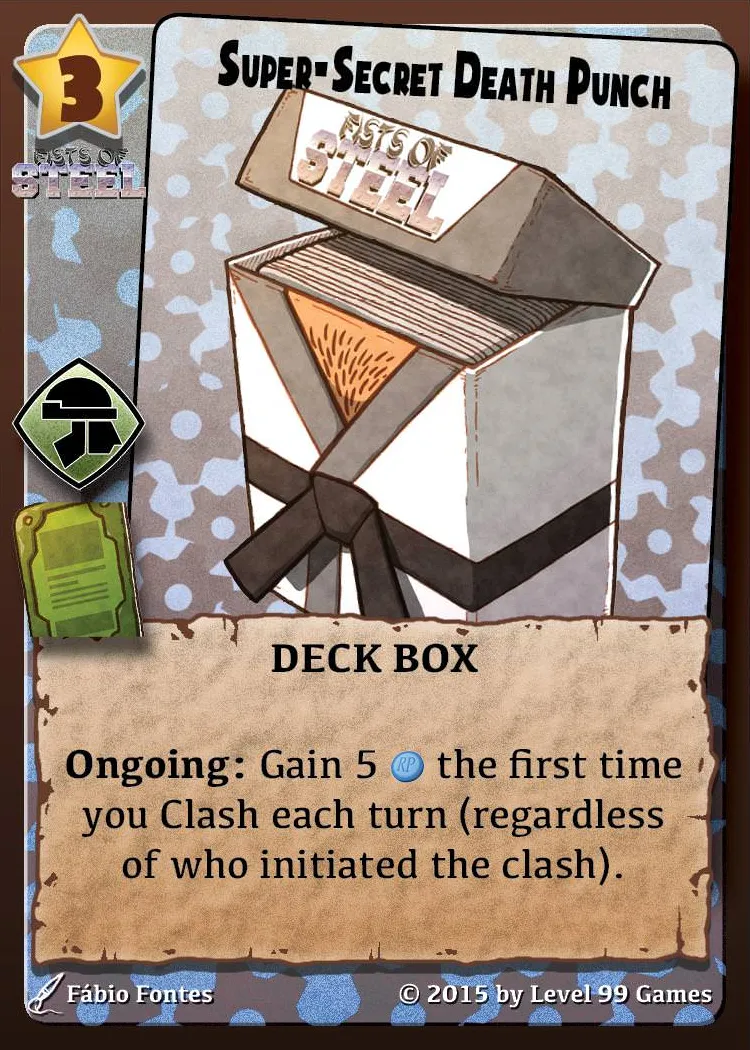 3
SUPER-SECRET DEATH PUNCH
FISTS OF
STEEL
FISTS OF
STEEL
DECK BOX
Ongoing: Gain 5 RP the first time
you Clash each turn (regardless
of who initiated the clash).
Fábio Fontes
© 2015 by Level 99 Games